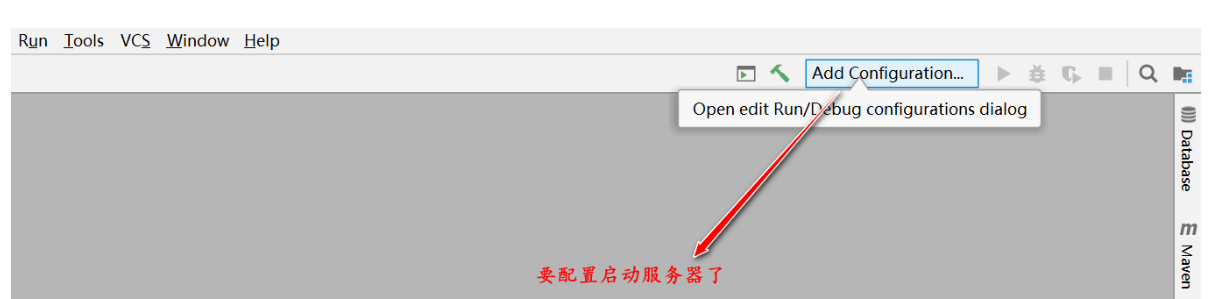 Run Tools VCS Window Help
Add Configuration...
Open edit Run/Debug configurations dialog
Database
m Maven
要配置启动服务器了